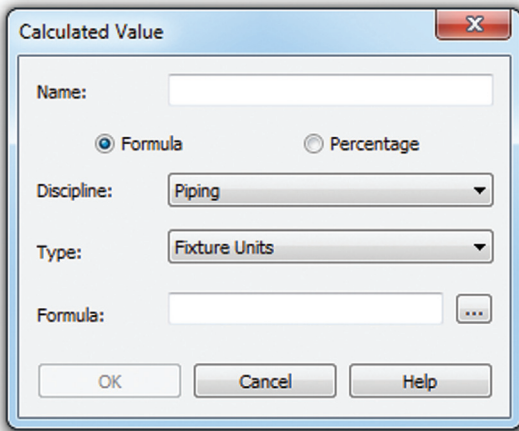 Calculated Value
Name:
Formula Percentage
Discipline: Piping
Type: Fixture Units
Formula: ...
OK Cancel Help